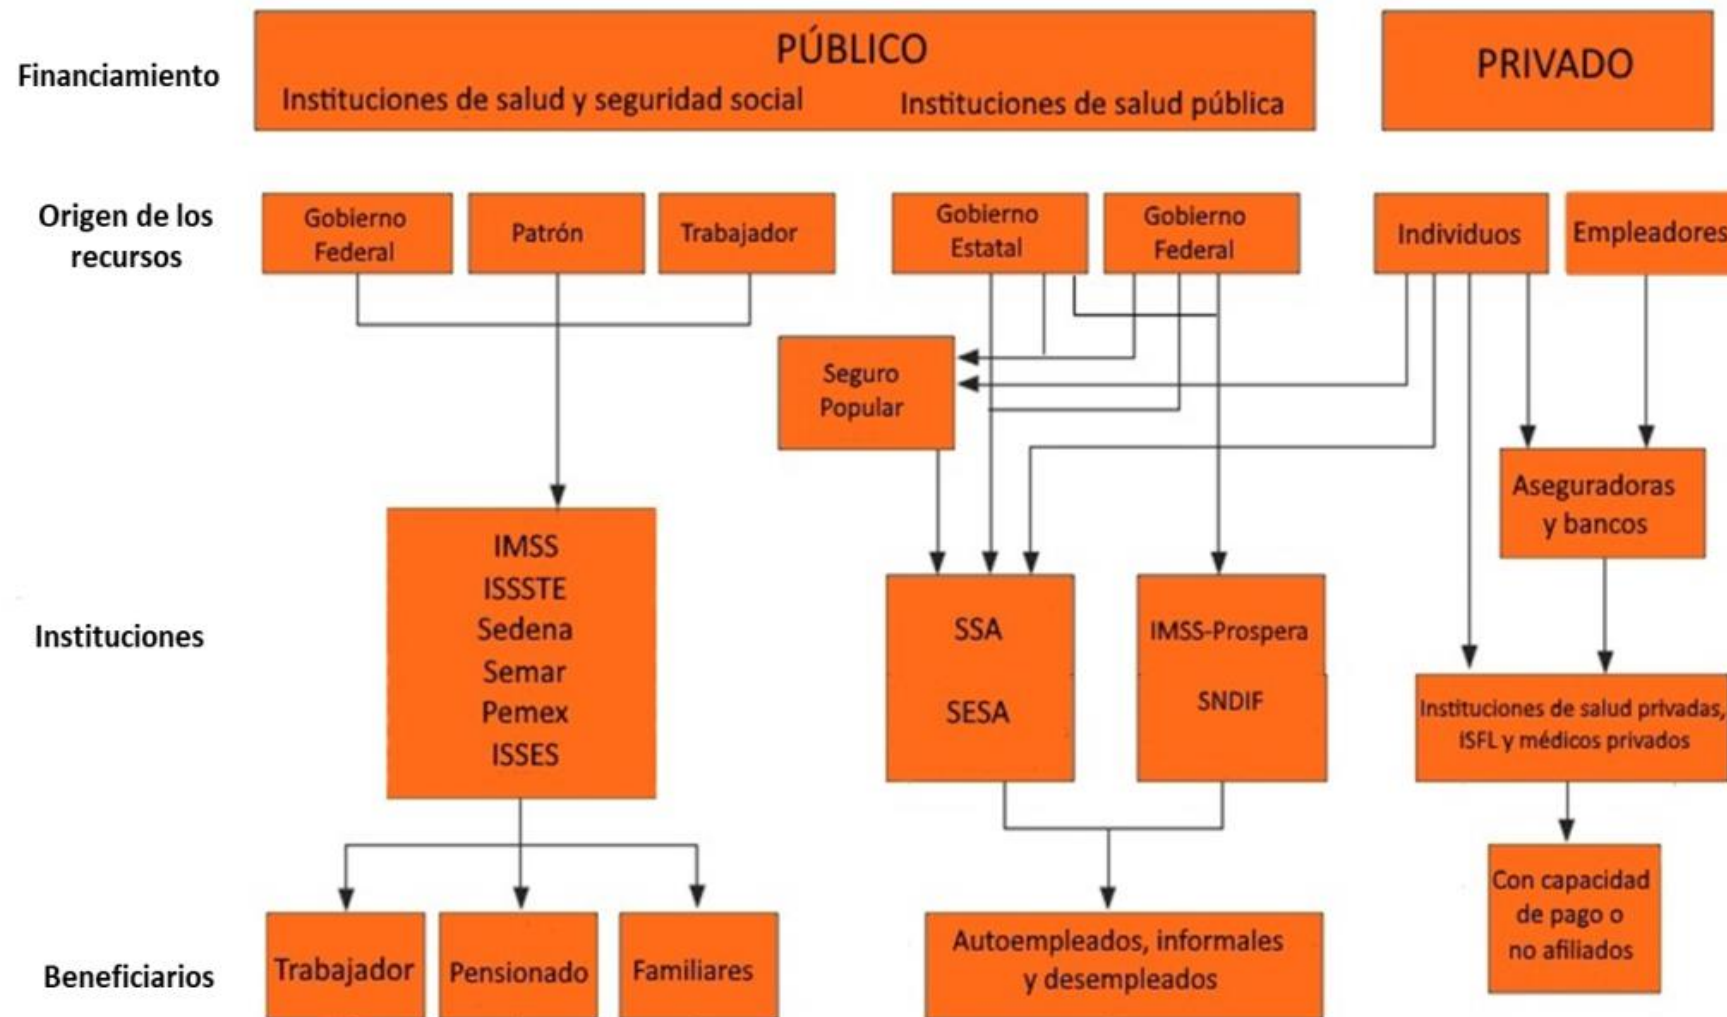 Financiamiento
PÚBLICO
Instituciones de salud y seguridad social
Instituciones de salud pública
PRIVADO
Origen de los
recursos
Gobierno
Federal
Patrón
Trabajador
Gobierno
Estatal
Gobierno
Federal
Individuos
Empleadores
Seguro
Popular
Aseguradoras
y bancos
Instituciones
IMSS
ISSSTE
Sedena
Semar
Pemex
ISSES
SSA
SESA
IMSS-Prospera
SNDIF
Instituciones de salud privadas,
ISFL y médicos privados
Beneficiarios
Trabajador
Pensionado
Familiares
Autoempleados, informales
y desempleados
Con capacidad
de pago o
no afiliados